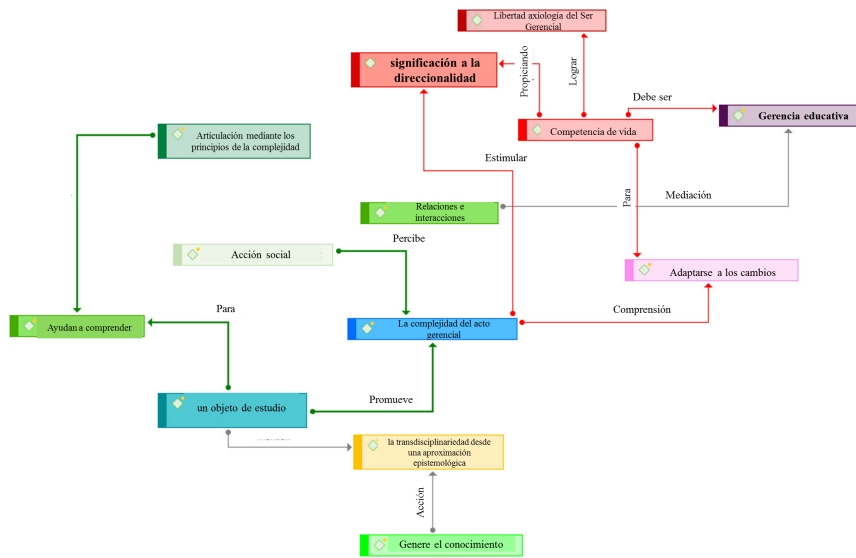 Libertad axiología del Ser
Gerencial
significación a la
direccionalidad
Propiciando
Lograr
Debe ser
Gerencia educativa
Competencia de vida
Articulación mediante los
principios de la complejidad
Estimular
Relaciones e
interacciones
Para
Mediación
Percibe
Acción social
Adaptarse a los cambios
Para
Comprensión
Ayudan a comprender
La complejidad del acto
gerencial
Promueve
un objeto de estudio
la transdisciplinariedad desde
una aproximación
epistemológica
Acción
Genere el conocimiento